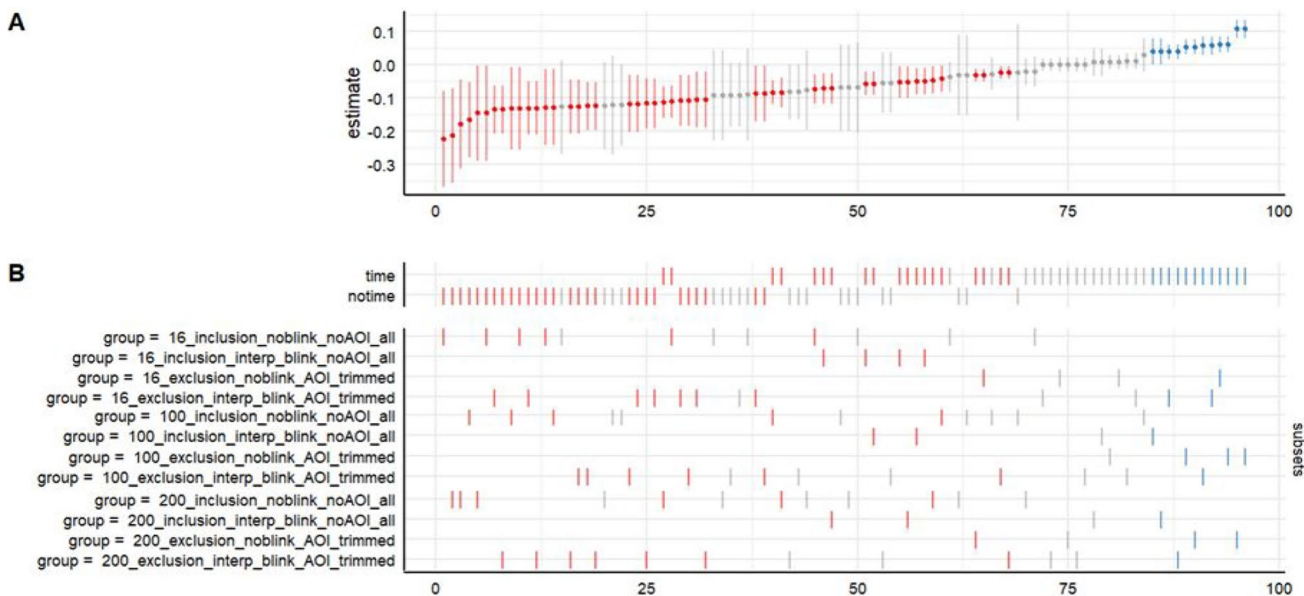 A
0.1
0.0
-0.1
-0.2
-0.3
estimate
0 25 50 75 100
B
time
notime
group = 16_inclusion_noblink_noAOI_all
group = 16_inclusion_interp_blink_noAOI_all
group = 16_exclusion_noblink_AOI_trimmed
group = 16_exclusion_interp_blink_AOI_trimmed
group = 100_inclusion_noblink_noAOI_all
group = 100_inclusion_interp_blink_noAOI_all
group = 100_exclusion_noblink_AOI_trimmed
group = 100_exclusion_interp_blink_AOI_trimmed
group = 200_inclusion_noblink_noAOI_all
group = 200_inclusion_interp_blink_noAOI_all
group = 200_exclusion_noblink_AOI_trimmed
group = 200_exclusion_interp_blink_AOI_trimmed
subsets
0 25 50 75 100